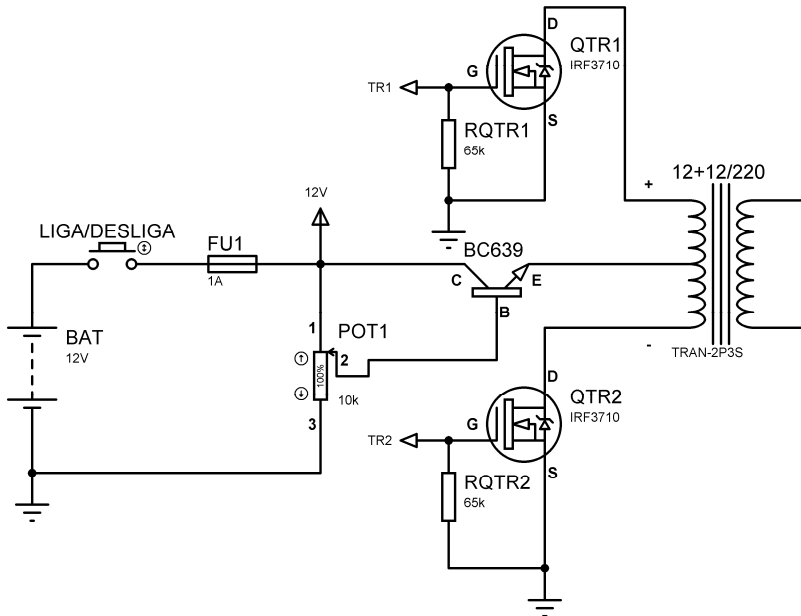 D
QTR1
IRF3710
G
TR1
S
RQTR1
65k
12+12/220
+
12V
LIGA/DESLIGA
FU1
1A
BC639
C
E
B
BAT
12V
1
POT1
2
100%
10k
3
-
TRAN-2P3S
D
QTR2
IRF3710
G
TR2
S
RQTR2
65k